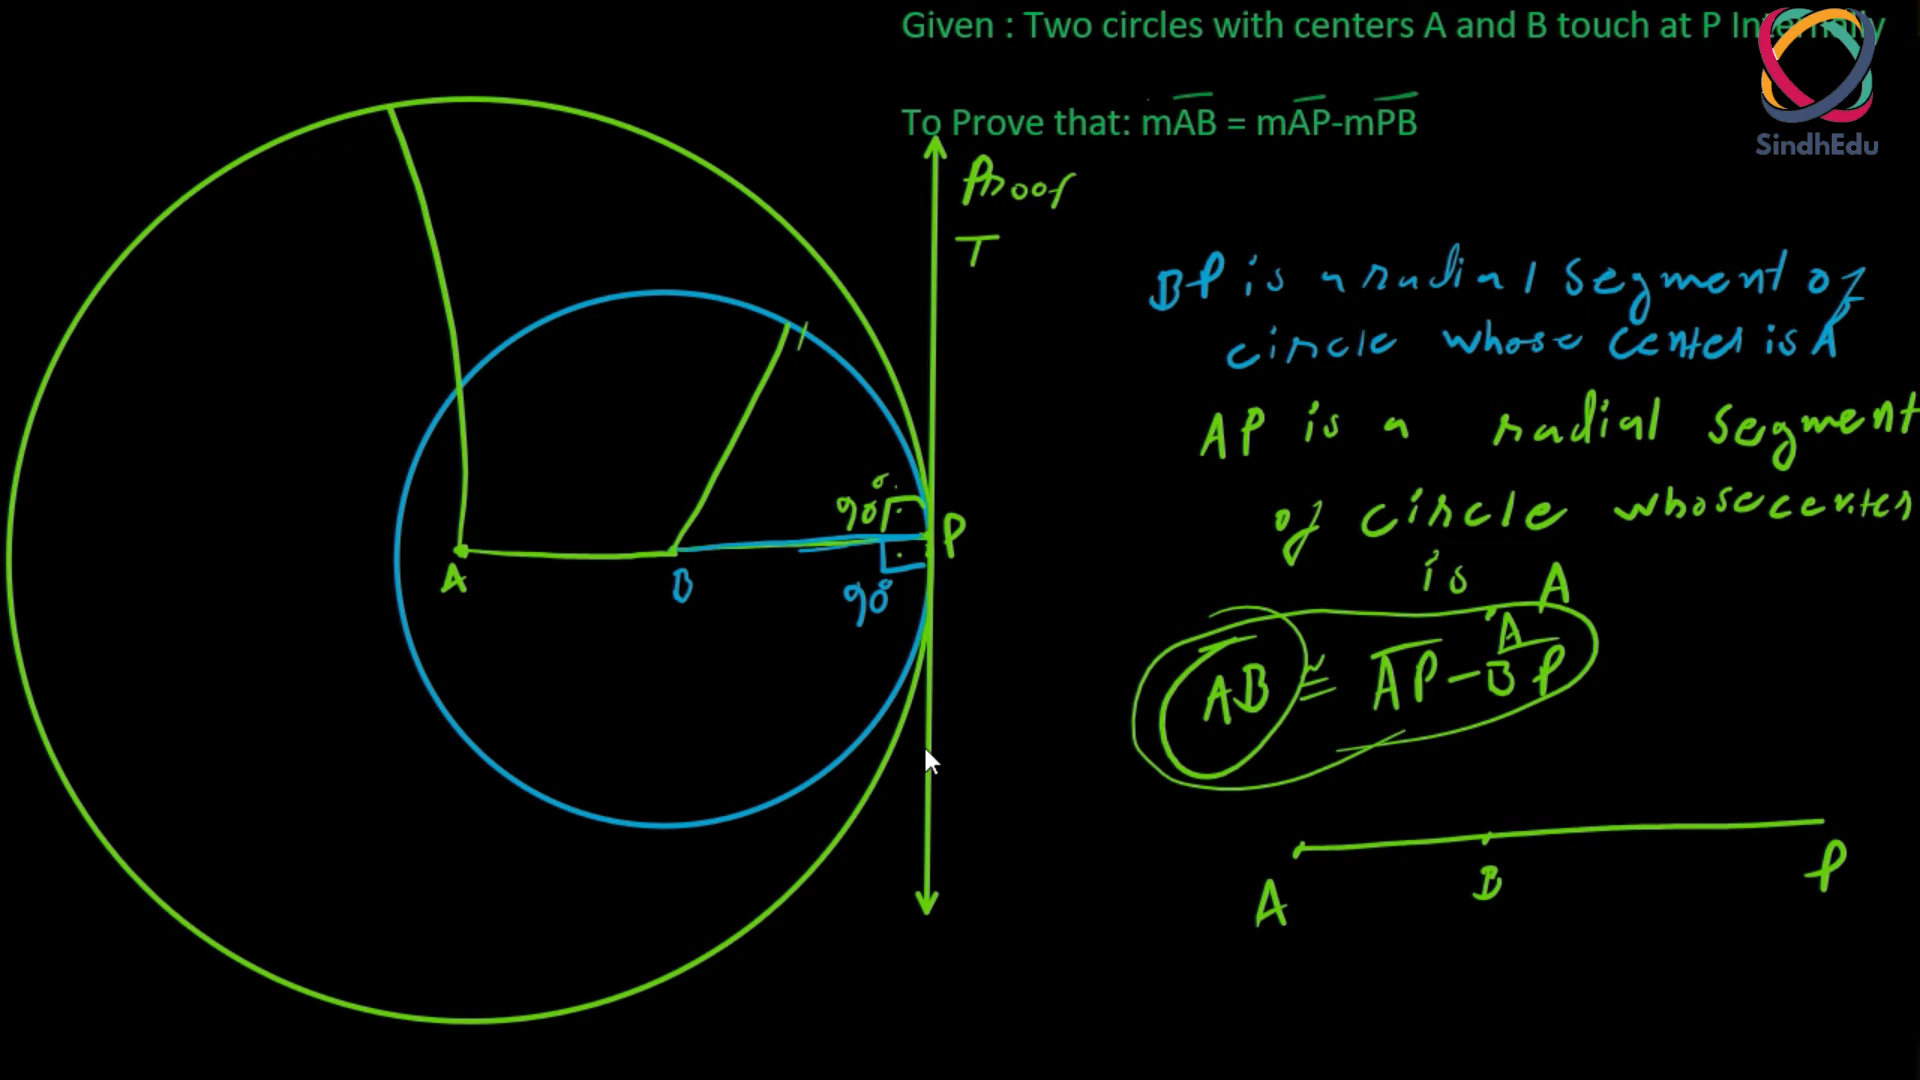 Given : Two circles with centers A and B touch at P Internally
SindhEdu
To Prove that: mAB = mAP-mPB
Proof
T
BP is a radial segment of
circle whose center is A
AP is a radial segment
of circle whose center
is A
90°
P
A
B
90°
A
AB ≅ AP - BP
A
B
P